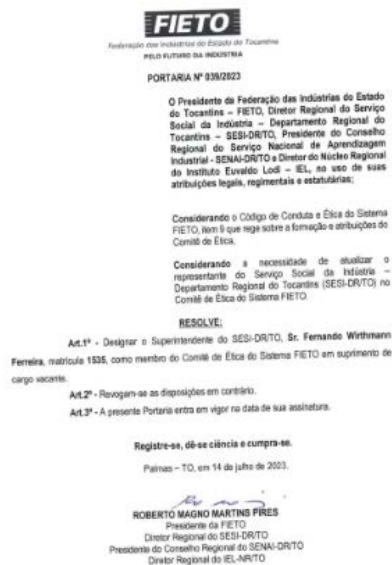 FIETO
Federação das Indústrias do Estado do Tocantins
PELO FUTURO DA INDÚSTRIA
PORTARIA Nº 039/2023
O Presidente da Federação das Indústrias do Estado
do Tocantins – FIETO, Diretor Regional do Serviço
Social da Indústria – Departamento Regional do
Tocantins – SESI-DR/TO, Presidente do Conselho
Regional do Serviço Nacional de Aprendizagem
Industrial - SENAI-DR/TO e Diretor do Núcleo Regional
do Instituto Euvaldo Lodi – IEL, no uso de suas
atribuições legais, regimentais e estatutárias;
Considerando o Código de Conduta e Ética do Sistema
FIETO, item 9 que rege sobre a formação e atribuições do
Comitê de Ética,
Considerando a necessidade de atualizar o
representante do Serviço Social da Indústria –
Departamento Regional do Tocantins (SESI-DR/TO) no
Comitê de Ética do Sistema FIETO.
RESOLVE:
Art.1º - Designar o Superintendente do SESI-DR/TO, Sr. Fernando Wirthmann
Ferreira, matrícula 1535, como membro do Comitê de Ética do Sistema FIETO em suprimento de
cargo vacante.
Art.2º - Revogam-se as disposições em contrário.
Art.3º - A presente Portaria entra em vigor na data de sua assinatura.
Registre-se, dê-se ciência e cumpra-se.
Palmas – TO, em 14 de julho de 2023.
ROBERTO MAGNO MARTINS PIRES
Presidente da FIETO
Diretor Regional do SESI-DR/TO
Presidente do Conselho Regional do SENAI-DR/TO
Diretor Regional do IEL-NR/TO